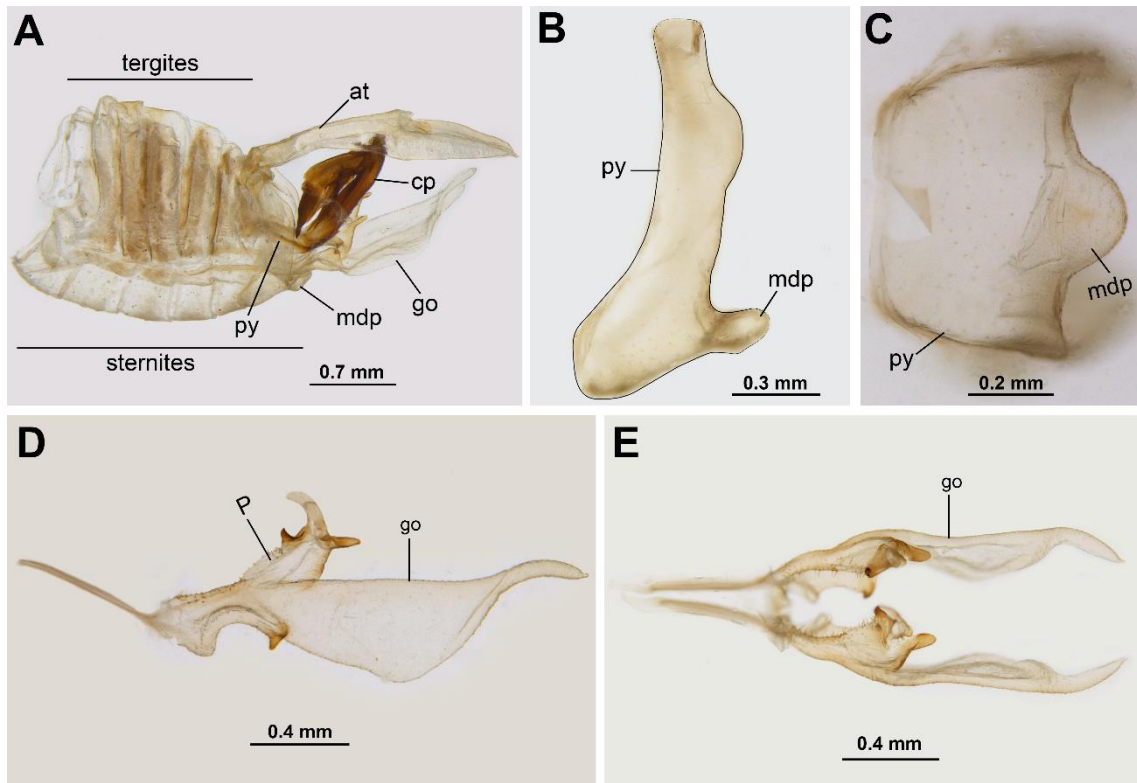 A
tergites
at
cp
go
mdp
py
sternites
0.7 mm
B
py
mdp
0.3 mm
C
mdp
py
0.2 mm
D
P
go
0.4 mm
E
go
0.4 mm